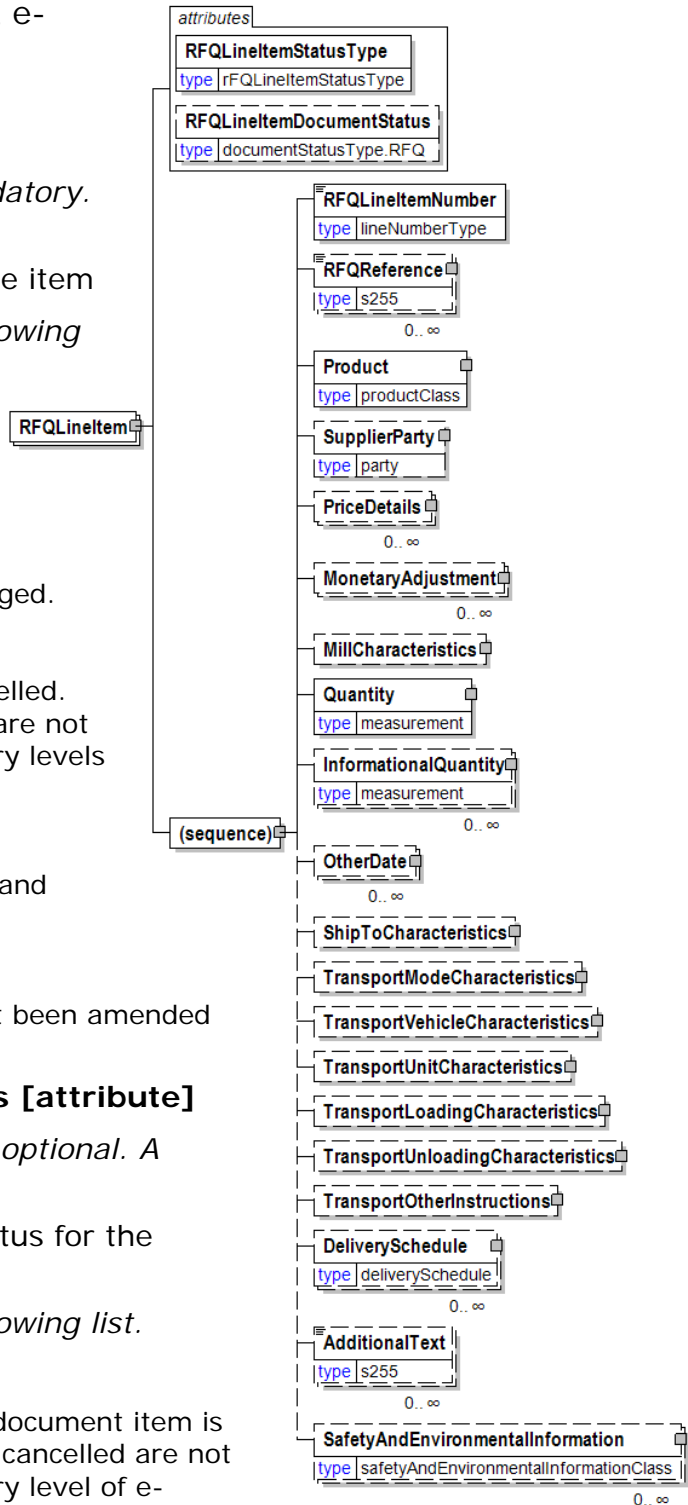 e-
datory.
e item
owing
ged.
elled.
are not
ry levels
and
t been amended
s [attribute]
optional. A
tus for the
owing list.
document item is
cancelled are not
ry level of e-
RFQLineItem
attributes
RFQLineItemStatusType
type rFQLineItemStatusType
RFQLineItemDocumentStatus
type documentStatusType.RFQ
(sequence)
RFQLineItemNumber
type lineNumberType
RFQReference
type s255
0.. ∞
Product
type productClass
SupplierParty
type party
PriceDetails
0.. ∞
MonetaryAdjustment
0.. ∞
MillCharacteristics
Quantity
type measurement
InformationalQuantity
type measurement
0.. ∞
OtherDate
0.. ∞
ShipToCharacteristics
TransportModeCharacteristics
TransportVehicleCharacteristics
TransportUnitCharacteristics
TransportLoadingCharacteristics
TransportUnloadingCharacteristics
TransportOtherInstructions
DeliverySchedule
type deliverySchedule
0.. ∞
AdditionalText
type s255
0.. ∞
SafetyAndEnvironmentalInformation
type safetyAndEnvironmentalInformationClass
0.. ∞